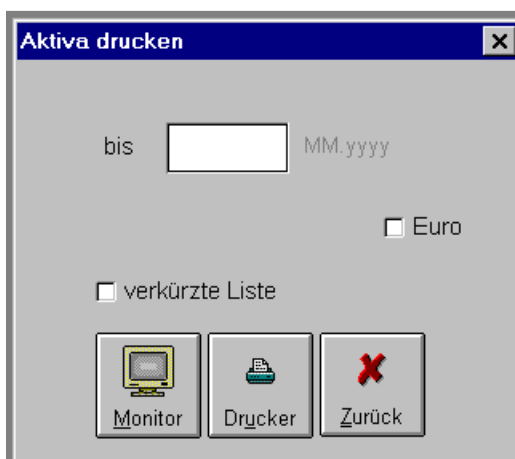 Aktiva drucken
bis MM.yyyy
Euro
verkürzte Liste
Monitor Drucker Zurück